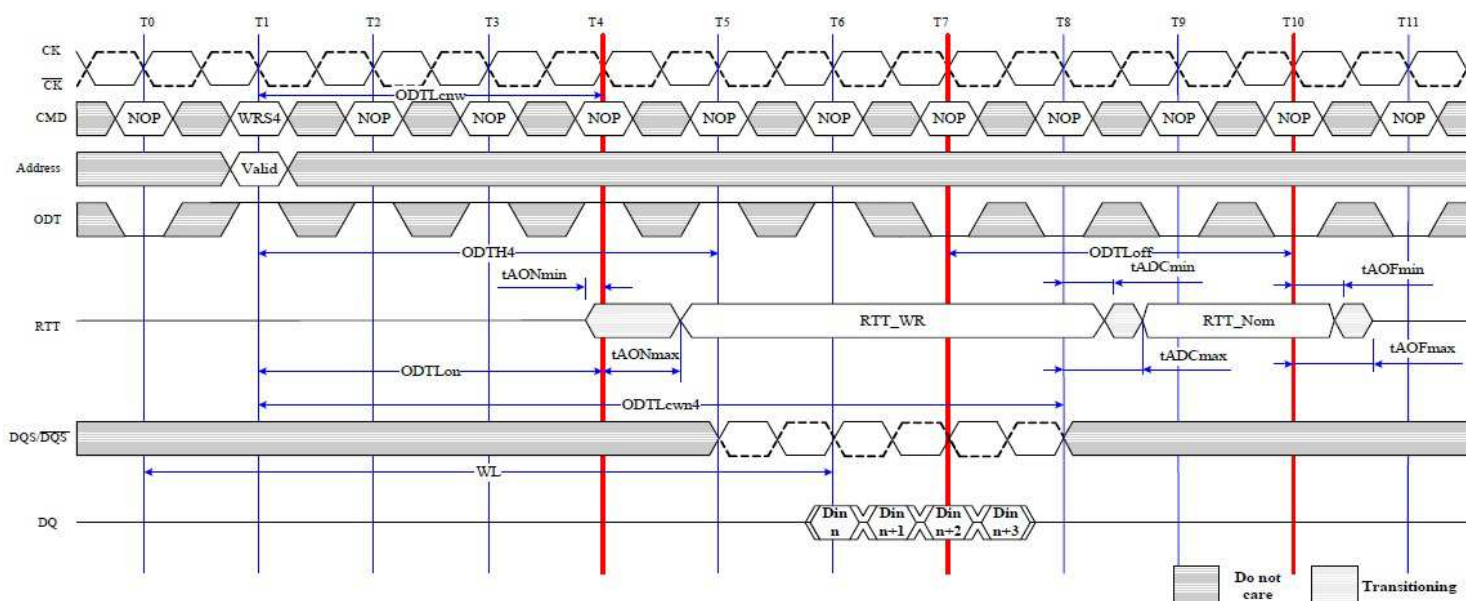 T0 T1 T2 T3 T4 T5 T6 T7 T8 T9 T10 T11
CK
CK
ODTLcnw
CMD NOP WRS4 NOP NOP NOP NOP NOP NOP NOP NOP NOP NOP
Address Valid
ODT
ODTH4 ODTLoff
tAONmin tADCmin tAOFmin
RTT RTT_WR RTT_Nom
tAONmax tADCmax tAOFmax
ODTLon
ODTLcwn4
DQS/DQS
WL
DQ Din n Din n+1 Din n+2 Din n+3
Do not care Transitioning